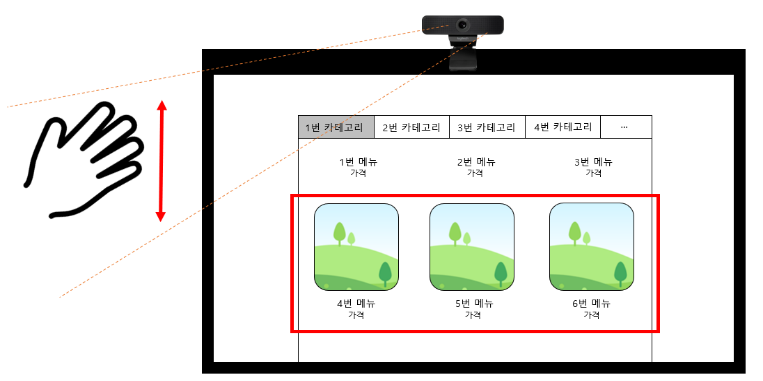 1번 카테고리 2번 카테고리 3번 카테고리 4번 카테고리 ...
1번 메뉴 2번 메뉴 3번 메뉴
가격 가격 가격
4번 메뉴 5번 메뉴 6번 메뉴
가격 가격 가격